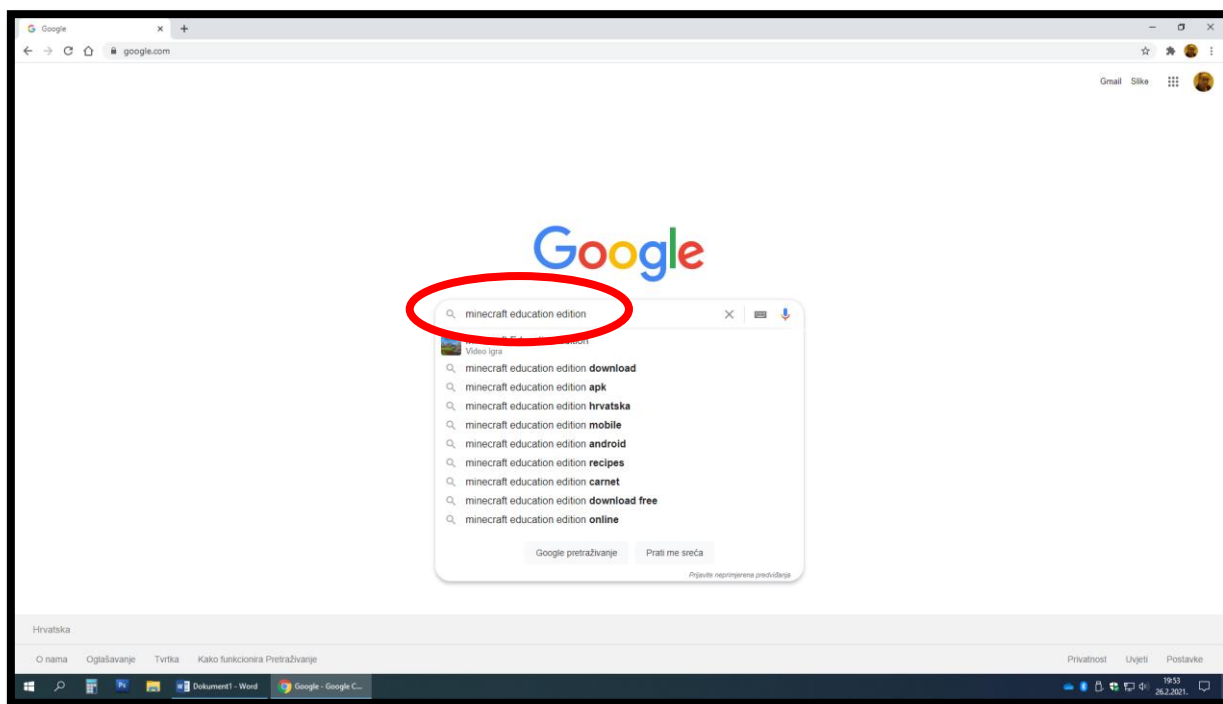 Google
google.com
Gmail Slike
Google
minecraft education edition
Video igra
minecraft education edition download
minecraft education edition apk
minecraft education edition hrvatska
minecraft education edition mobile
minecraft education edition android
minecraft education edition recipes
minecraft education edition carnet
minecraft education edition download free
minecraft education edition online
Google pretraživanje Prati me sreća
Prijavite neprimjerena predviđanja
Hrvatska
O nama Oglašavanje Tvrtka Kako funkcionira Pretraživanje Privatnost Uvjeti Postavke
Dokument1 - Word Google - Google C...
19:53
26.2.2021.